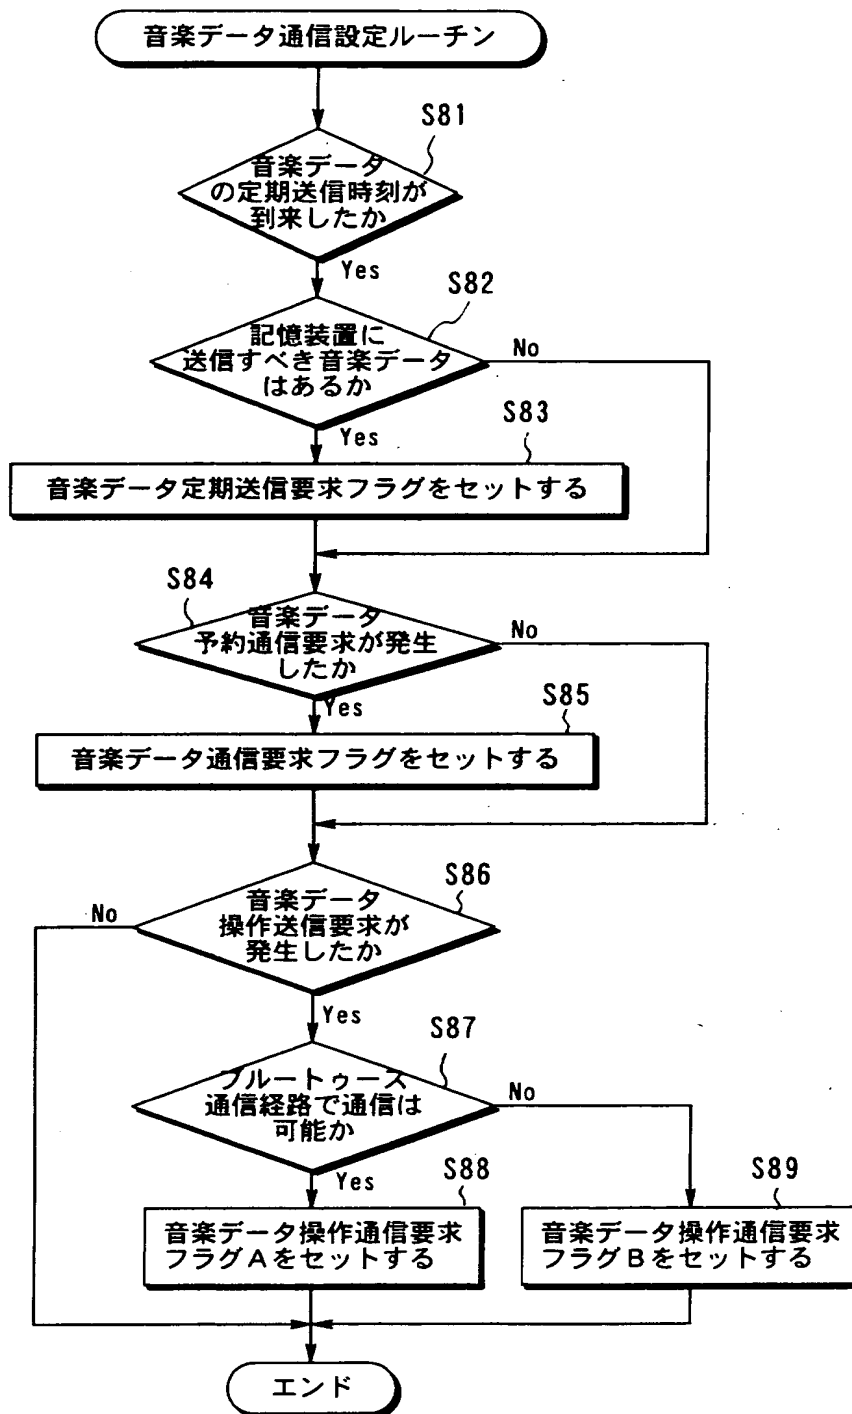 音楽データ通信設定ルーチン
S81
音楽データ
の定期送信時刻が
到来したか
Yes
S82
記憶装置に
送信すべき音楽データ
はあるか
No
Yes
S83
音楽データ定期送信要求フラグをセットする
S84
音楽データ
予約通信要求が発生
したか
No
Yes
S85
音楽データ通信要求フラグをセットする
S86
音楽データ
操作送信要求が
発生したか
No
Yes
S87
ブルートゥース
通信経路で通信は
可能か
No
Yes
S88
音楽データ操作通信要求
フラグAをセットする
S89
音楽データ操作通信要求
フラグBをセットする
エンド